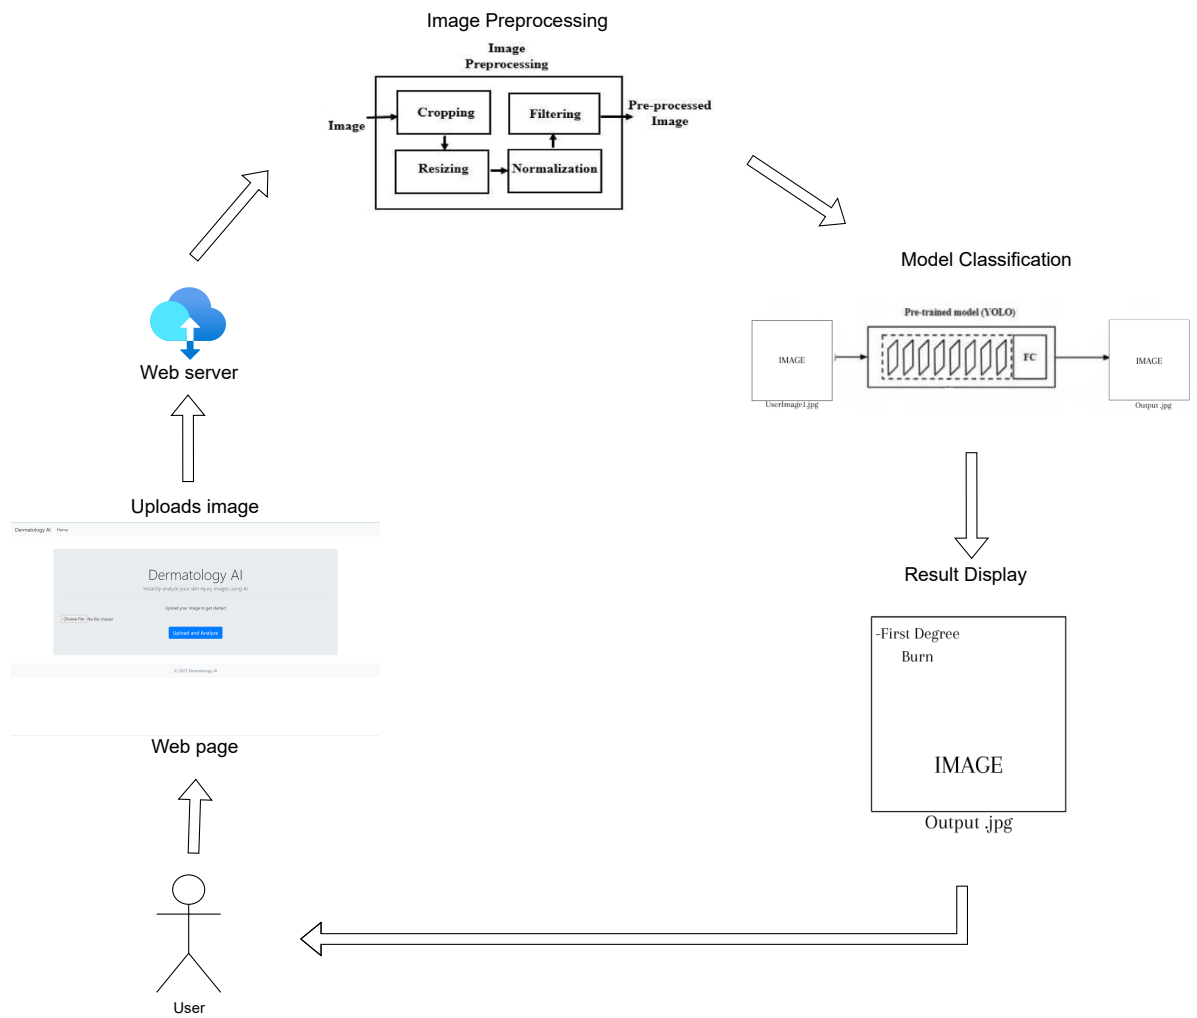 Image Preprocessing
Image
Preprocessing
Cropping
Filtering
Image
Pre-processed
Image
Resizing
Normalization
Model Classification
Pre-trained model (YOLO)
IMAGE
FC
IMAGE
UserImage1.jpg
Output .jpg
Web server
Uploads image
Dermatology AI Home
Dermatology AI
Instantly analyze your skin injury images using AI
Upload your image to get started
Choose File No file chosen
Upload and Analyze
© 2023 Dermatology AI
Web page
Result Display
-First Degree
Burn
IMAGE
Output .jpg
User